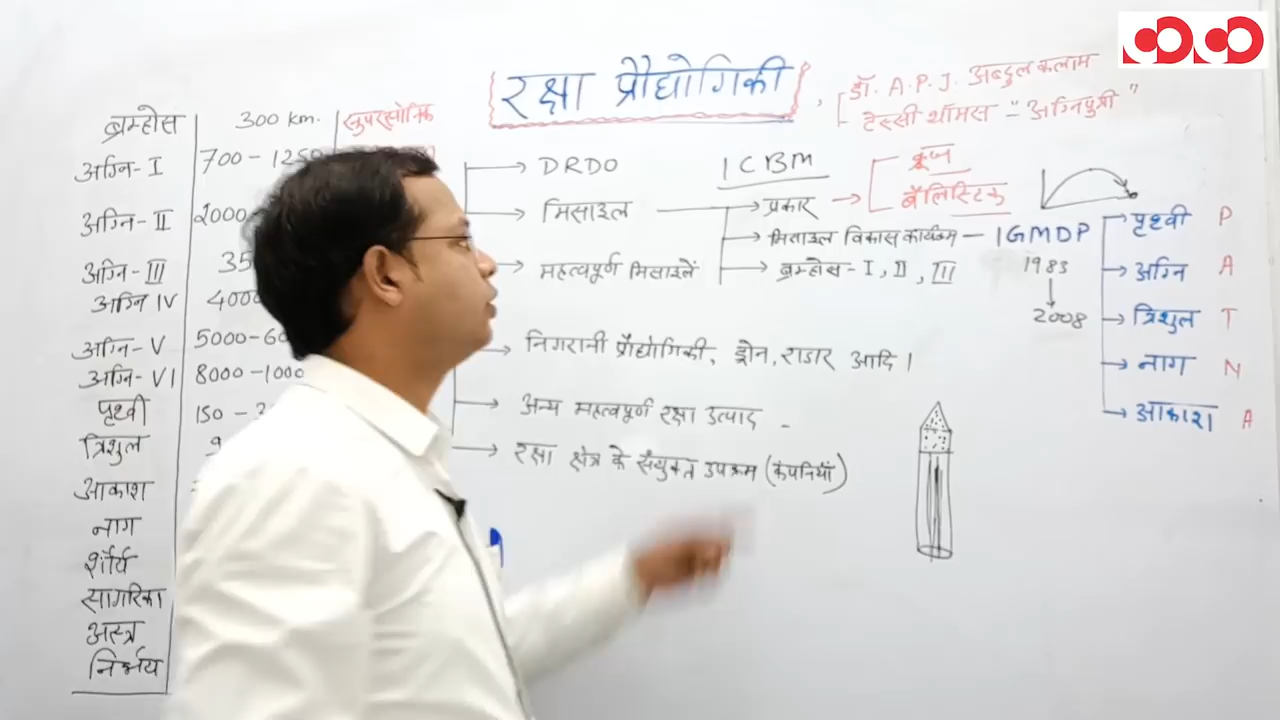 रक्षा प्रौद्योगिकी
डॉ. A.P.J. अब्दुल कलाम
टेस्सी थॉमस - "अग्निपुत्री"
ब्रम्होस 300 km. सुपरसोनिक
अग्नि-I 700-1250
अग्नि-II 2000
अग्नि-III 35
अग्नि IV 4000
अग्नि-V 5000-60
अग्नि-VI 8000-1000
पृथ्वी 150-3
त्रिशुल 9
आकाश
नाग
शौर्य
सागरिका
अस्त्र
निर्भय
DRDO
मिसाइल
महत्वपूर्ण मिसाइलें
निगरानी प्रौद्योगिकी, ड्रोन, राडार आदि।
अन्य महत्वपूर्ण रक्षा उत्पाद -
रक्षा क्षेत्र के संयुक्त उपक्रम (कंपनियाँ)
ICBM
प्रकार
क्रूज
बैलिस्टिक
मिसाइल विकास कार्यक्रम - IGMDP
ब्रम्होस-I, II, III
1983
2008
पृथ्वी P
अग्नि A
त्रिशुल T
नाग N
आकाश A